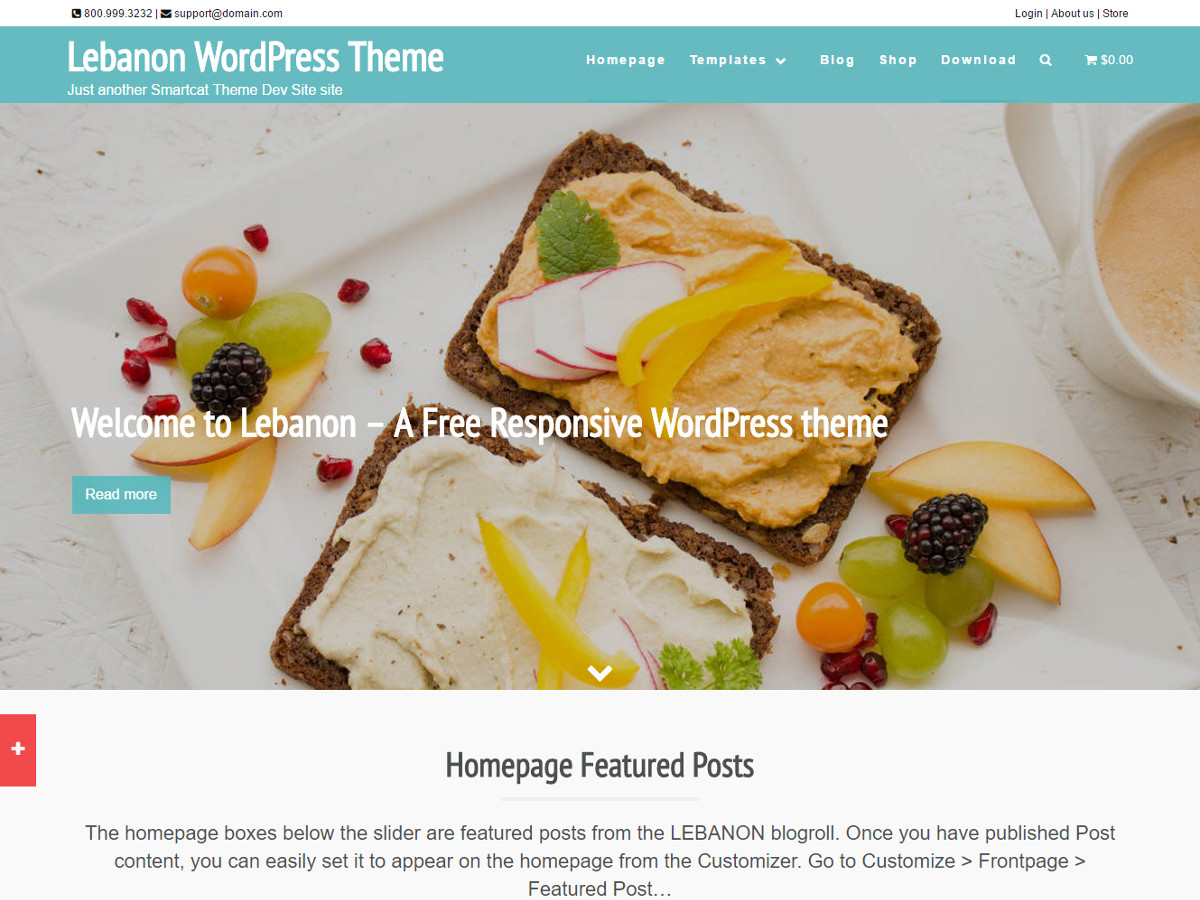 800.999.3232 | support@domain.com
Login | About us | Store
Lebanon WordPress Theme
Just another Smartcat Theme Dev Site site
Homepage Templates Blog Shop Download $0.00
Welcome to Lebanon – A Free Responsive WordPress theme
Read more
Homepage Featured Posts
The homepage boxes below the slider are featured posts from the LEBANON blogroll. Once you have published Post
content, you can easily set it to appear on the homepage from the Customizer. Go to Customize > Frontpage >
Featured Post…